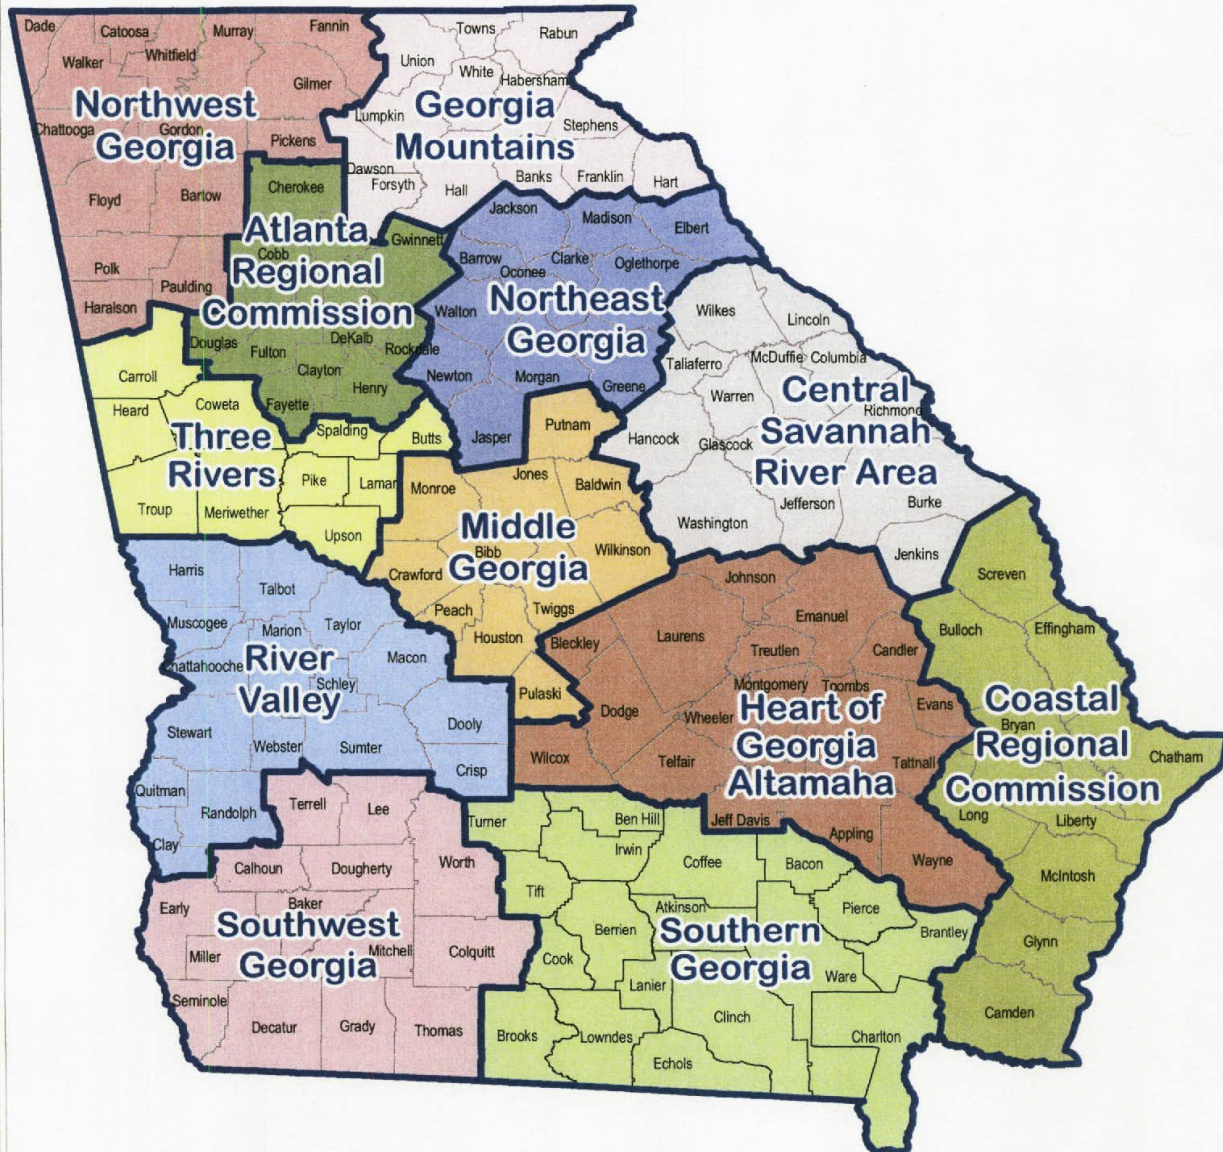 Dade
Catoosa
Murray
Fannin
Towns
Rabun
Walker
Whitfield
Union
White
Gilmer
Habersham
Northwest
Georgia
Georgia
Mountains
Lumpkin
Stephens
Chattooga
Gordon
Pickens
Dawson
Forsyth
Hall
Banks
Franklin
Hart
Floyd
Bartow
Cherokee
Jackson
Madison
Elbert
Atlanta
Regional
Commission
Gwinnett
Cobb
Barrow
Oconee
Clarke
Oglethorpe
Polk
Paulding
Haralson
Northeast
Georgia
Walton
Wilkes
Lincoln
Douglas
Fulton
DeKalb
Rockdale
Clayton
Henry
Fayette
Newton
Morgan
Greene
Jasper
Taliaferro
McDuffie
Columbia
Warren
Central
Savannah
River Area
Richmond
Hancock
Glascock
Carroll
Heard
Coweta
Three
Rivers
Spalding
Butts
Pike
Lamar
Troup
Meriwether
Upson
Putnam
Monroe
Jones
Baldwin
Middle
Georgia
Bibb
Wilkinson
Crawford
Peach
Twiggs
Houston
Pulaski
Washington
Jefferson
Burke
Jenkins
Harris
Talbot
Muscogee
Marion
Taylor
Chattahooche
River
Valley
Schley
Macon
Stewart
Webster
Sumter
Dooly
Crisp
Quitman
Randolph
Clay
Johnson
Emanuel
Bleckley
Laurens
Treutlen
Candler
Montgomery
Toombs
Dodge
Wheeler
Evans
Heart of
Georgia
Altamaha
Wilcox
Telfair
Tattnall
Jeff Davis
Appling
Wayne
Screven
Bulloch
Effingham
Coastal
Regional
Commission
Bryan
Chatham
Long
Liberty
McIntosh
Glynn
Camden
Terrell
Lee
Calhoun
Dougherty
Worth
Early
Baker
Southwest
Georgia
Miller
Mitchell
Colquitt
Seminole
Decatur
Grady
Thomas
Turner
Ben Hill
Irwin
Coffee
Bacon
Tift
Atkinson
Pierce
Berrien
Southern
Georgia
Brantley
Cook
Lanier
Ware
Clinch
Brooks
Lowndes
Echols
Charlton